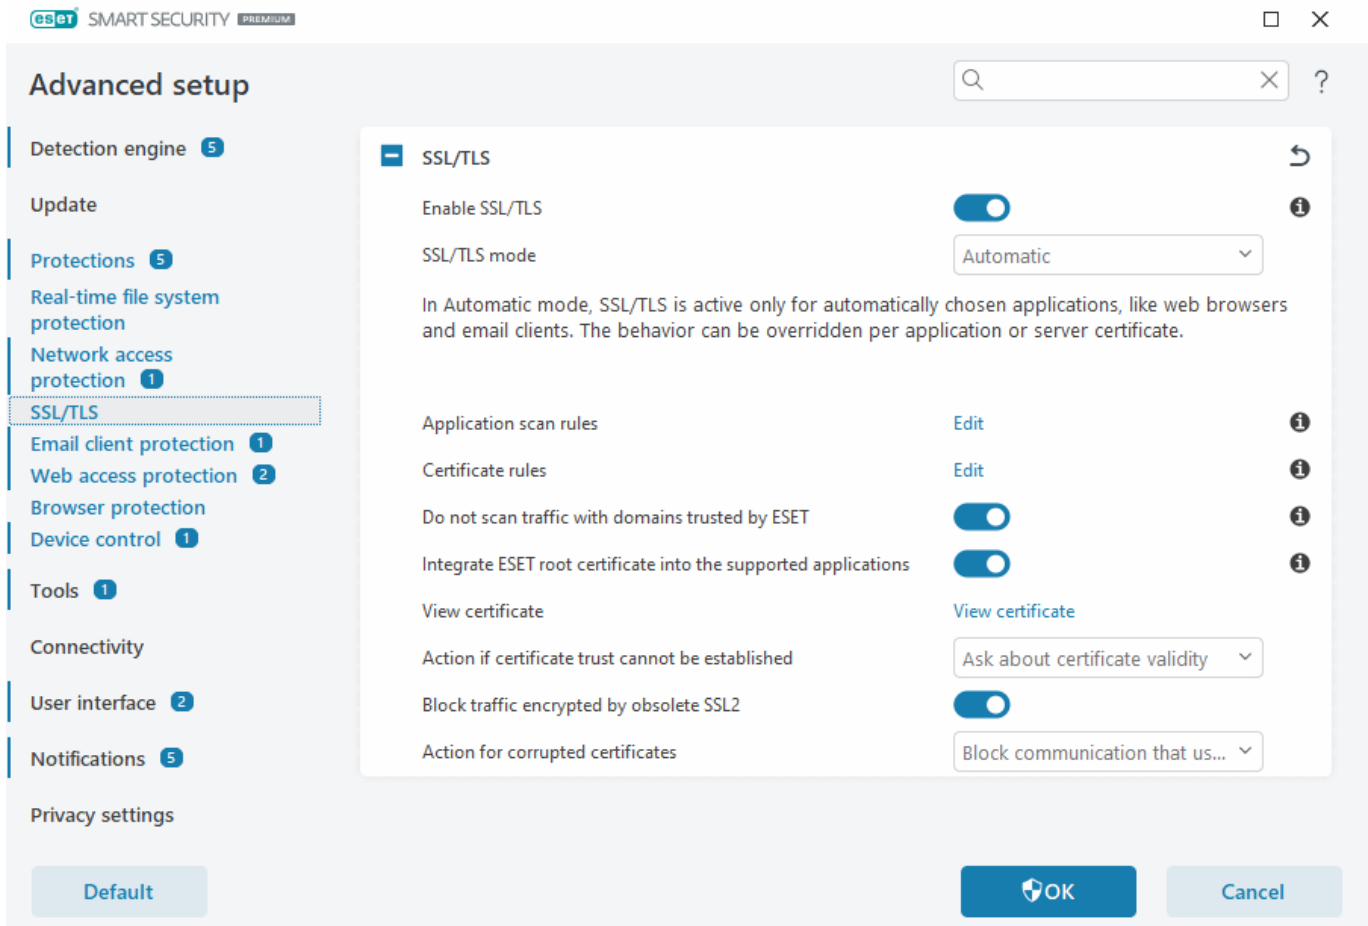 eset SMART SECURITY PREMIUM
Advanced setup
?
Detection engine 5
Update
Protections 5
Real-time file system
protection
Network access
protection 1
SSL/TLS
Email client protection 1
Web access protection 2
Browser protection
Device control 1
Tools 1
Connectivity
User interface 2
Notifications 5
Privacy settings
SSL/TLS
Enable SSL/TLS
SSL/TLS mode Automatic
In Automatic mode, SSL/TLS is active only for automatically chosen applications, like web browsers
and email clients. The behavior can be overridden per application or server certificate.
Application scan rules Edit
Certificate rules Edit
Do not scan traffic with domains trusted by ESET
Integrate ESET root certificate into the supported applications
View certificate View certificate
Action if certificate trust cannot be established Ask about certificate validity
Block traffic encrypted by obsolete SSL2
Action for corrupted certificates Block communication that us...
Default OK Cancel